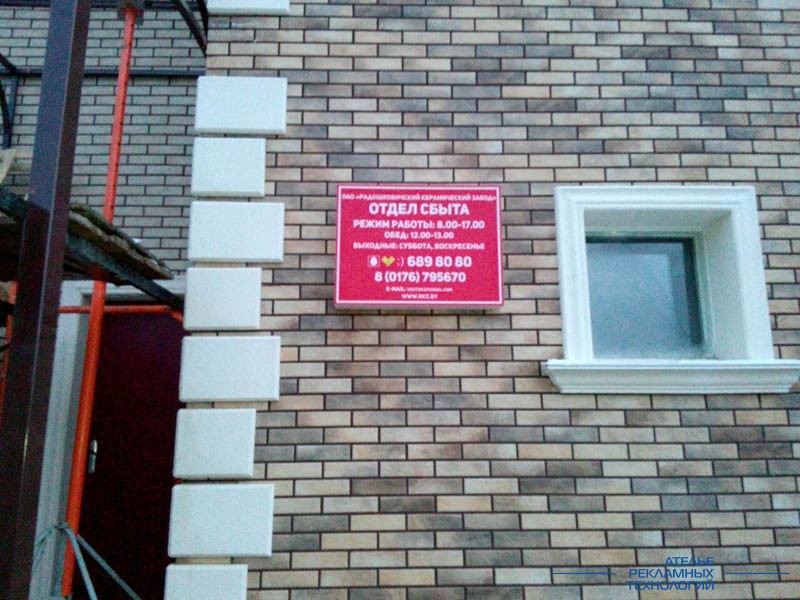 ОАО «РАДОШКОВИЧСКИЙ КЕРАМИЧЕСКИЙ ЗАВОД»
ОТДЕЛ СБЫТА
РЕЖИМ РАБОТЫ: 8.00-17.00
ОБЕД: 12.00-13.00
ВЫХОДНЫЕ: СУББОТА, ВОСКРЕСЕНЬЕ
:) 689 80 80
8 (0176) 795670
E-MAIL:
WWW.RKZ.BY
АТЕЛЬЕ
РЕКЛАМНЫХ
ТЕХНОЛОГИЙ